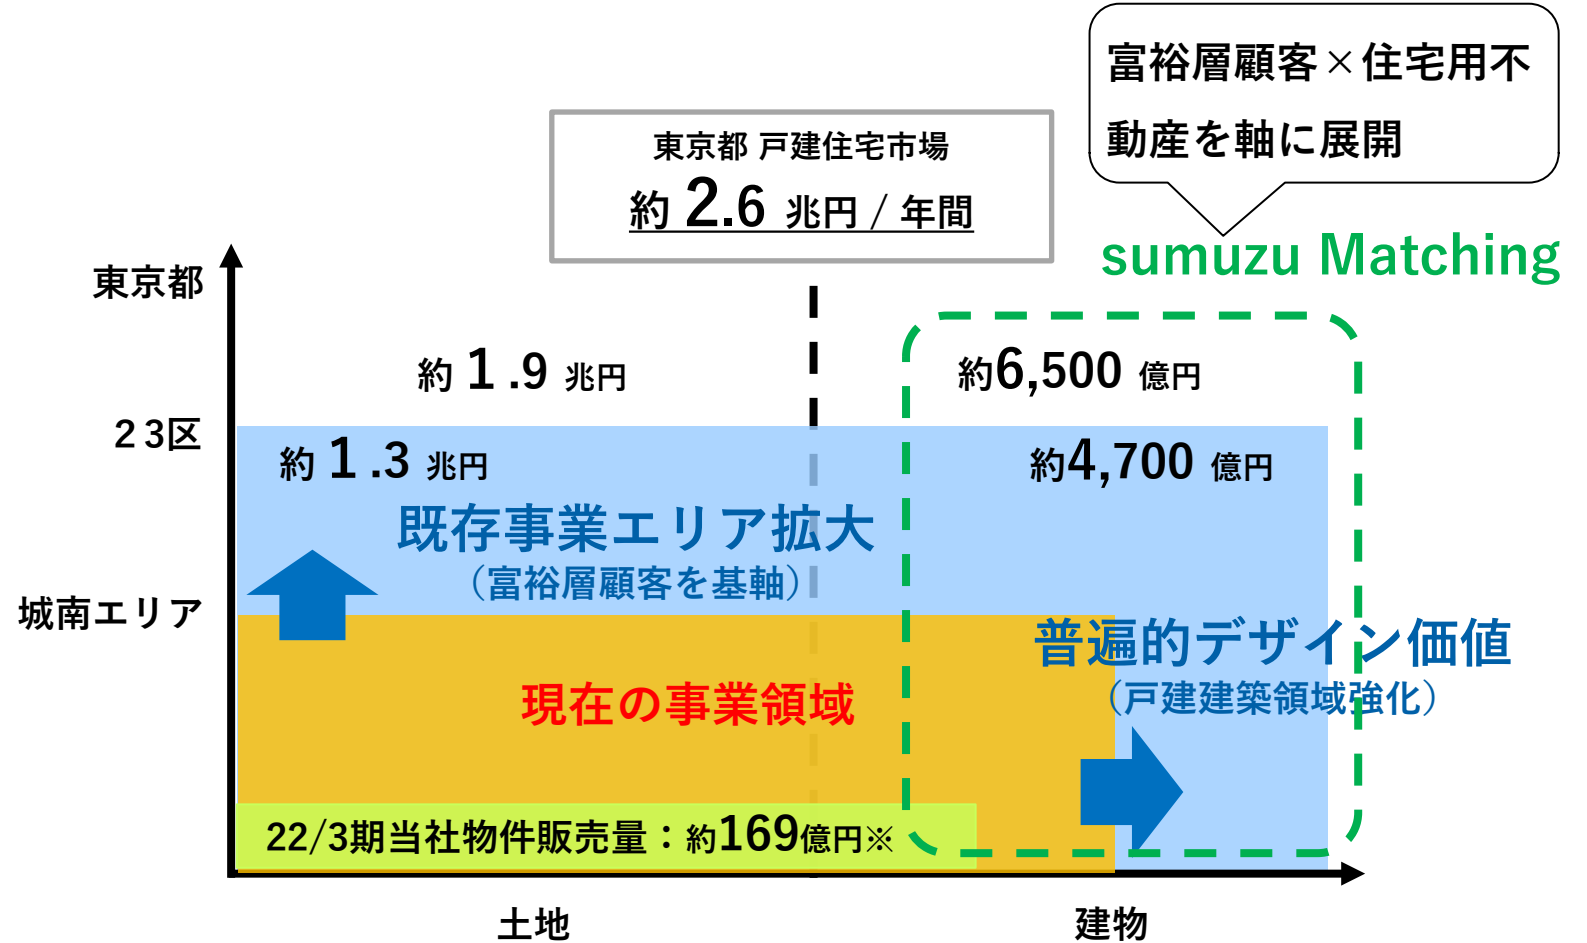 富裕層顧客×住宅用不
動産を軸に展開
東京都 戸建住宅市場
約 2.6 兆円 / 年間
sumuzu Matching
東京都
約 1.9 兆円
約6,500 億円
23区
約 1.3 兆円
約4,700 億円
既存事業エリア拡大
（富裕層顧客を基軸）
城南エリア
普遍的デザイン価値
（戸建建築領域強化）
現在の事業領域
22/3期当社物件販売量：約169億円※
土地
建物